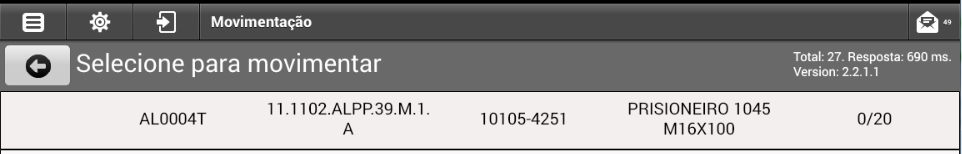 Movimentação
49
Selecione para movimentar
Total: 27. Resposta: 690 ms.
Version: 2.2.1.1
AL0004T
11.1102.ALPP.39.M.1.
A
10105-4251
PRISIONEIRO 1045
M16X100
0/20